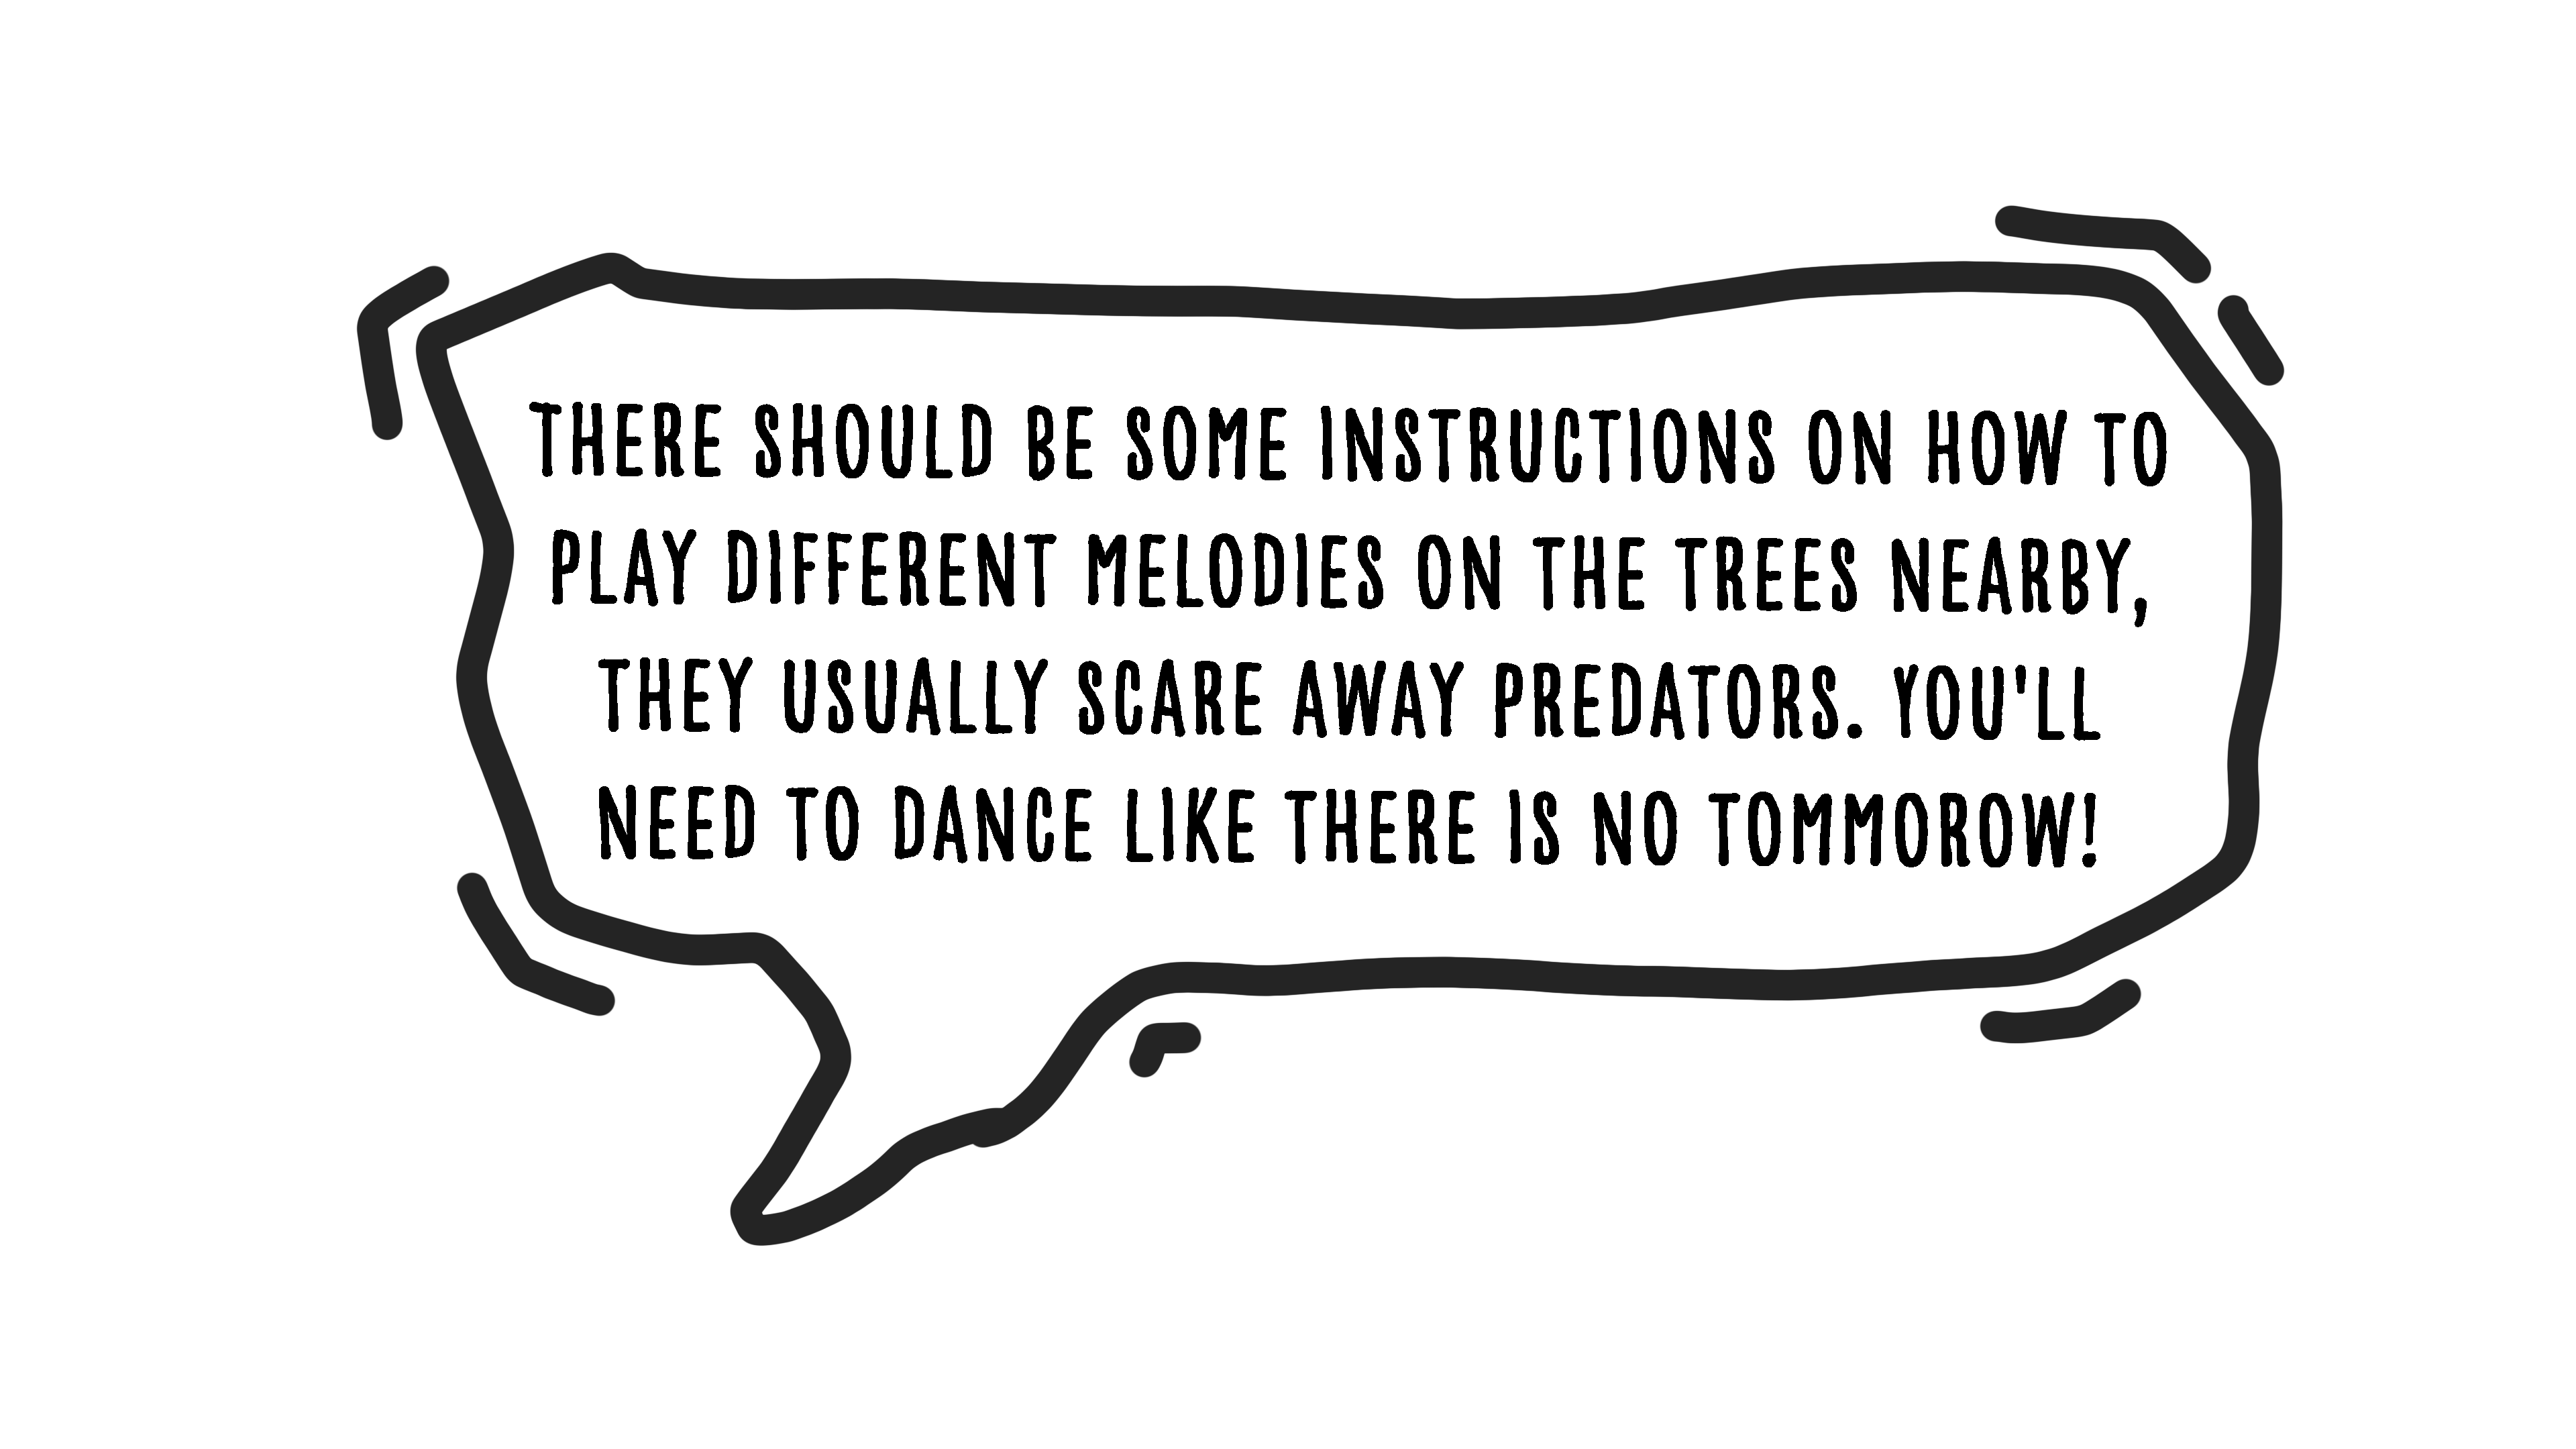 THERE SHOULD BE SOME INSTRUCTIONS ON HOW TO
PLAY DIFFERENT MELODIES ON THE TREES NEARBY,
THEY USUALLY SCARE AWAY PREDATORS. YOU'LL
NEED TO DANCE LIKE THERE IS NO TOMMOROW!